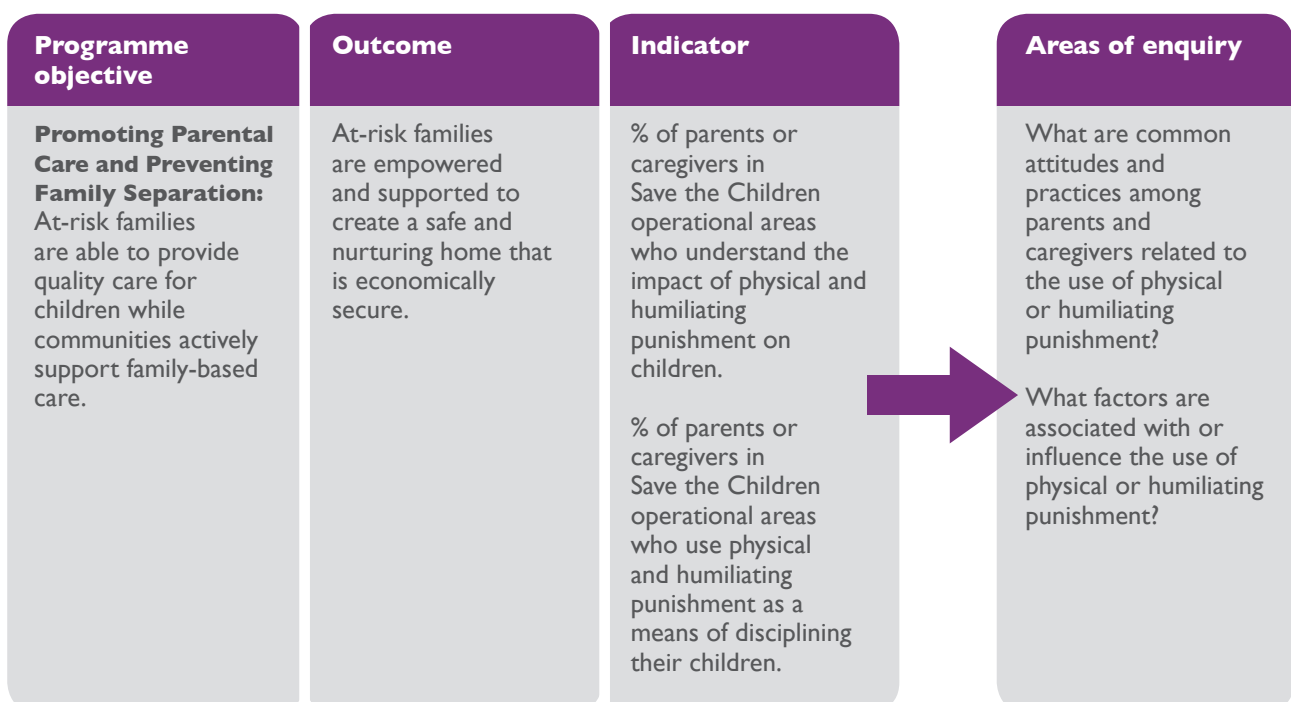 Programme
objective
Promoting Parental
Care and Preventing
Family Separation:
At-risk families
are able to provide
quality care for
children while
communities actively
support family-based
care.
Outcome
At-risk families
are empowered
and supported to
create a safe and
nurturing home that
is economically
secure.
Indicator
% of parents or
caregivers in
Save the Children
operational areas
who understand the
impact of physical and
humiliating
punishment on
children.
% of parents or
caregivers in
Save the Children
operational areas
who use physical
and humiliating
punishment as a
means of disciplining
their children.
Areas of enquiry
What are common
attitudes and
practices among
parents and
caregivers related to
the use of physical
or humiliating
punishment?
What factors are
associated with or
influence the use of
physical or humiliating
punishment?